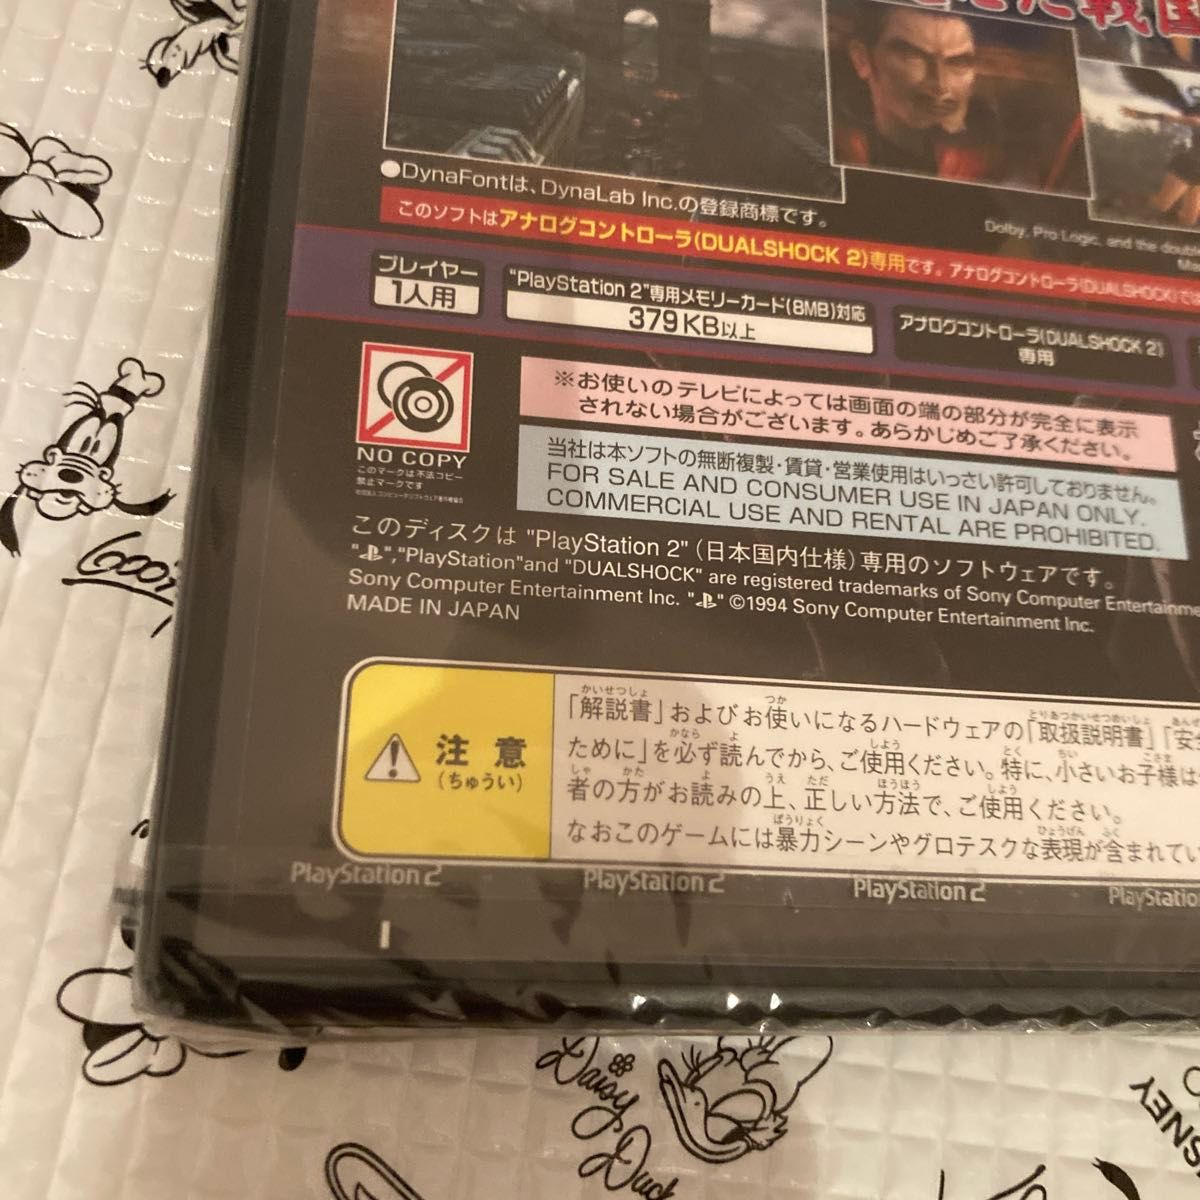 戦国
●DynaFontは、DynaLab Inc.の登録商標です。
Dolby, Pro Logic, and the
このソフトはアナログコントローラ(DUALSHOCK 2)専用です。アナログコントローラ(DUALSHOCK)で
プレイヤー
1人用
"PlayStation 2"専用メモリーカード(8MB)対応
379KB以上
アナログコントローラ(DUALSHOCK 2)
専用
※お使いのテレビによっては画面の端の部分が完全に表示
されない場合がございます。あらかじめご了承ください。
NO COPY
このマークは不法コピー
禁止マークです
当社は本ソフトの無断複製・賃貸・営業使用はいっさい許可しておりません。
FOR SALE AND CONSUMER USE IN JAPAN ONLY.
COMMERCIAL USE AND RENTAL ARE PROHIBITED.
このディスクは "PlayStation 2"(日本国内仕様)専用のソフトウェアです。
"PlayStation"and "DUALSHOCK" are registered trademarks of Sony Computer
Sony Computer Entertainment Inc. " " ©1994 Sony Computer Entertainment Inc.
MADE IN JAPAN
注意
(ちゅうい)
「解説書」およびお使いになるハードウェアの「取扱説明書」「安
ために」を必ず読んでから、ご使用ください。特に、小さいお子様は
者の方がお読みの上、正しい方法で、ご使用ください。
なおこのゲームには暴力シーンやグロテスクな表現が含まれてい
PlayStation 2 PlayStation 2 PlayStation 2
Daisy
Duck